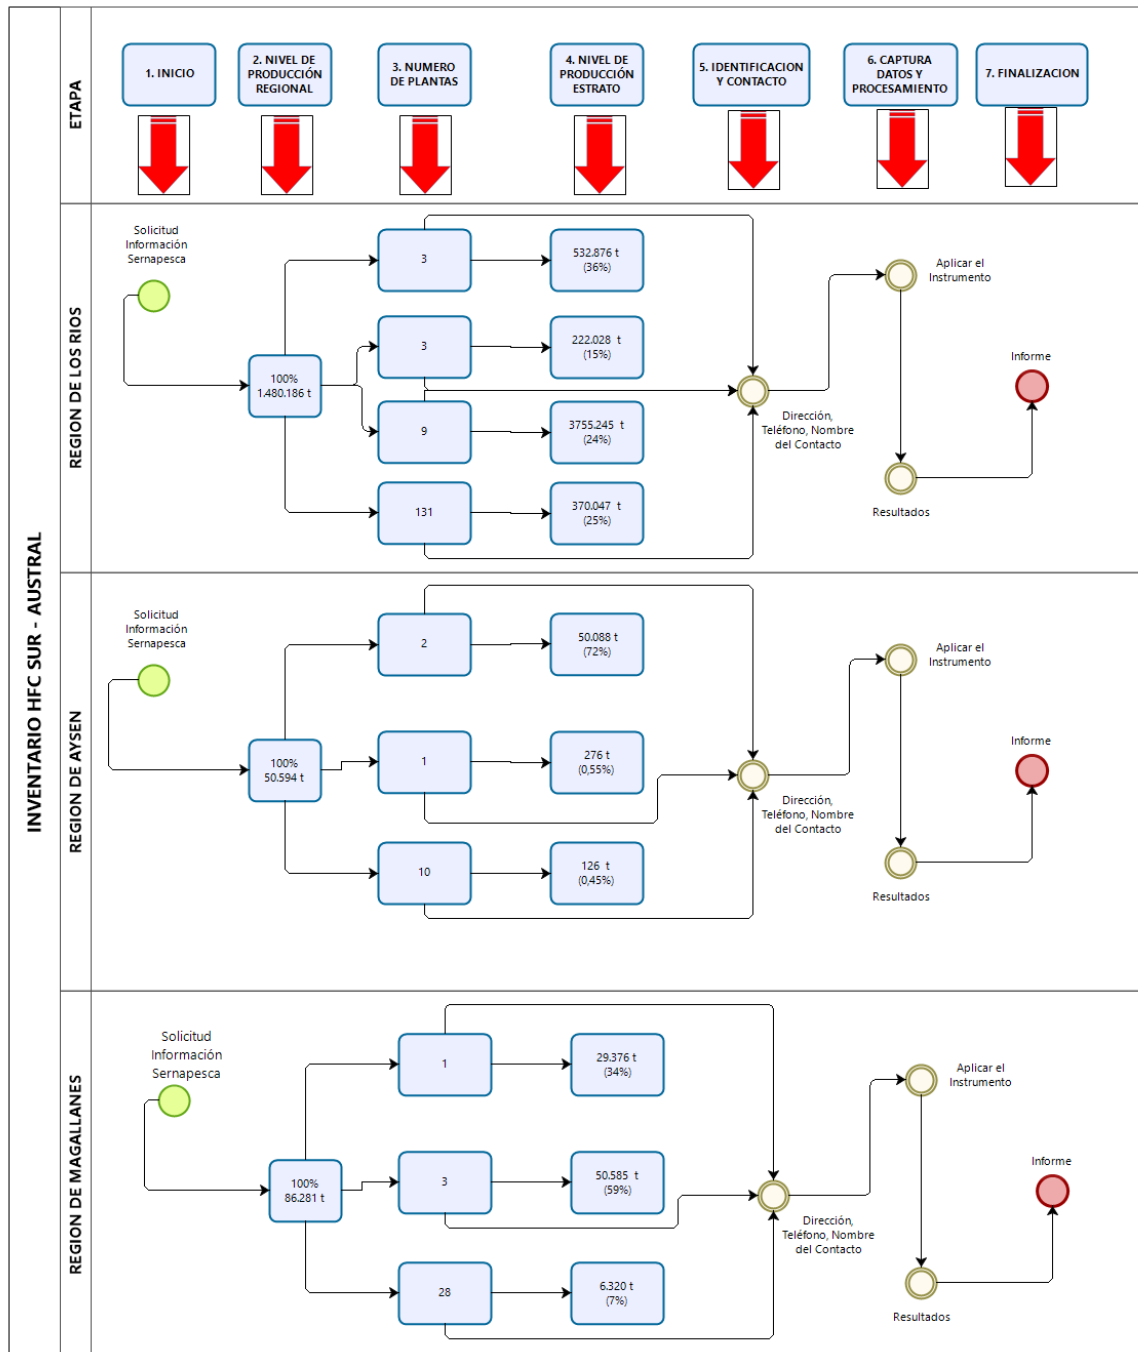 INVENTARIO HFC SUR - AUSTRAL
ETAPA
1. INICIO
2. NIVEL DE
PRODUCCIÓN
REGIONAL
3. NUMERO
DE PLANTAS
4. NIVEL DE
PRODUCCIÓN
ESTRATO
5. IDENTIFICACION
Y CONTACTO
6. CAPTURA
DATOS Y
PROCESAMIENTO
7. FINALIZACION
REGION DE LOS RIOS
Solicitud
Información
Sernapesca
100%
1.480.186 t
3
532.876 t
(36%)
3
222.028 t
(15%)
9
3755.245 t
(24%)
131
370.047 t
(25%)
Dirección,
Teléfono, Nombre
del Contacto
Aplicar el
Instrumento
Resultados
Informe
REGION DE AYSEN
Solicitud
Información
Sernapesca
100%
50.594 t
2
50.088 t
(72%)
1
276 t
(0,55%)
10
126 t
(0,45%)
Dirección,
Teléfono, Nombre
del Contacto
Aplicar el
Instrumento
Resultados
Informe
REGION DE MAGALLANES
Solicitud
Información
Sernapesca
100%
86.281 t
1
29.376 t
(34%)
3
50.585 t
(59%)
28
6.320 t
(7%)
Dirección,
Teléfono, Nombre
del Contacto
Aplicar el
Instrumento
Resultados
Informe